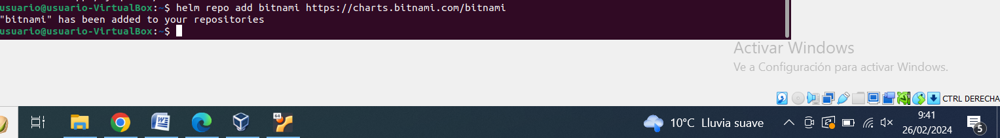 usuario@usuario-VirtualBox:~$ helm repo add bitnami https://charts.bitnami.com/bitnami
"bitnami" has been added to your repositories
usuario@usuario-VirtualBox:~$
Activar Windows
Ve a Configuración para activar Windows.
CTRL DERECHA
64
10°C Lluvia suave
9:41
26/02/2024
5